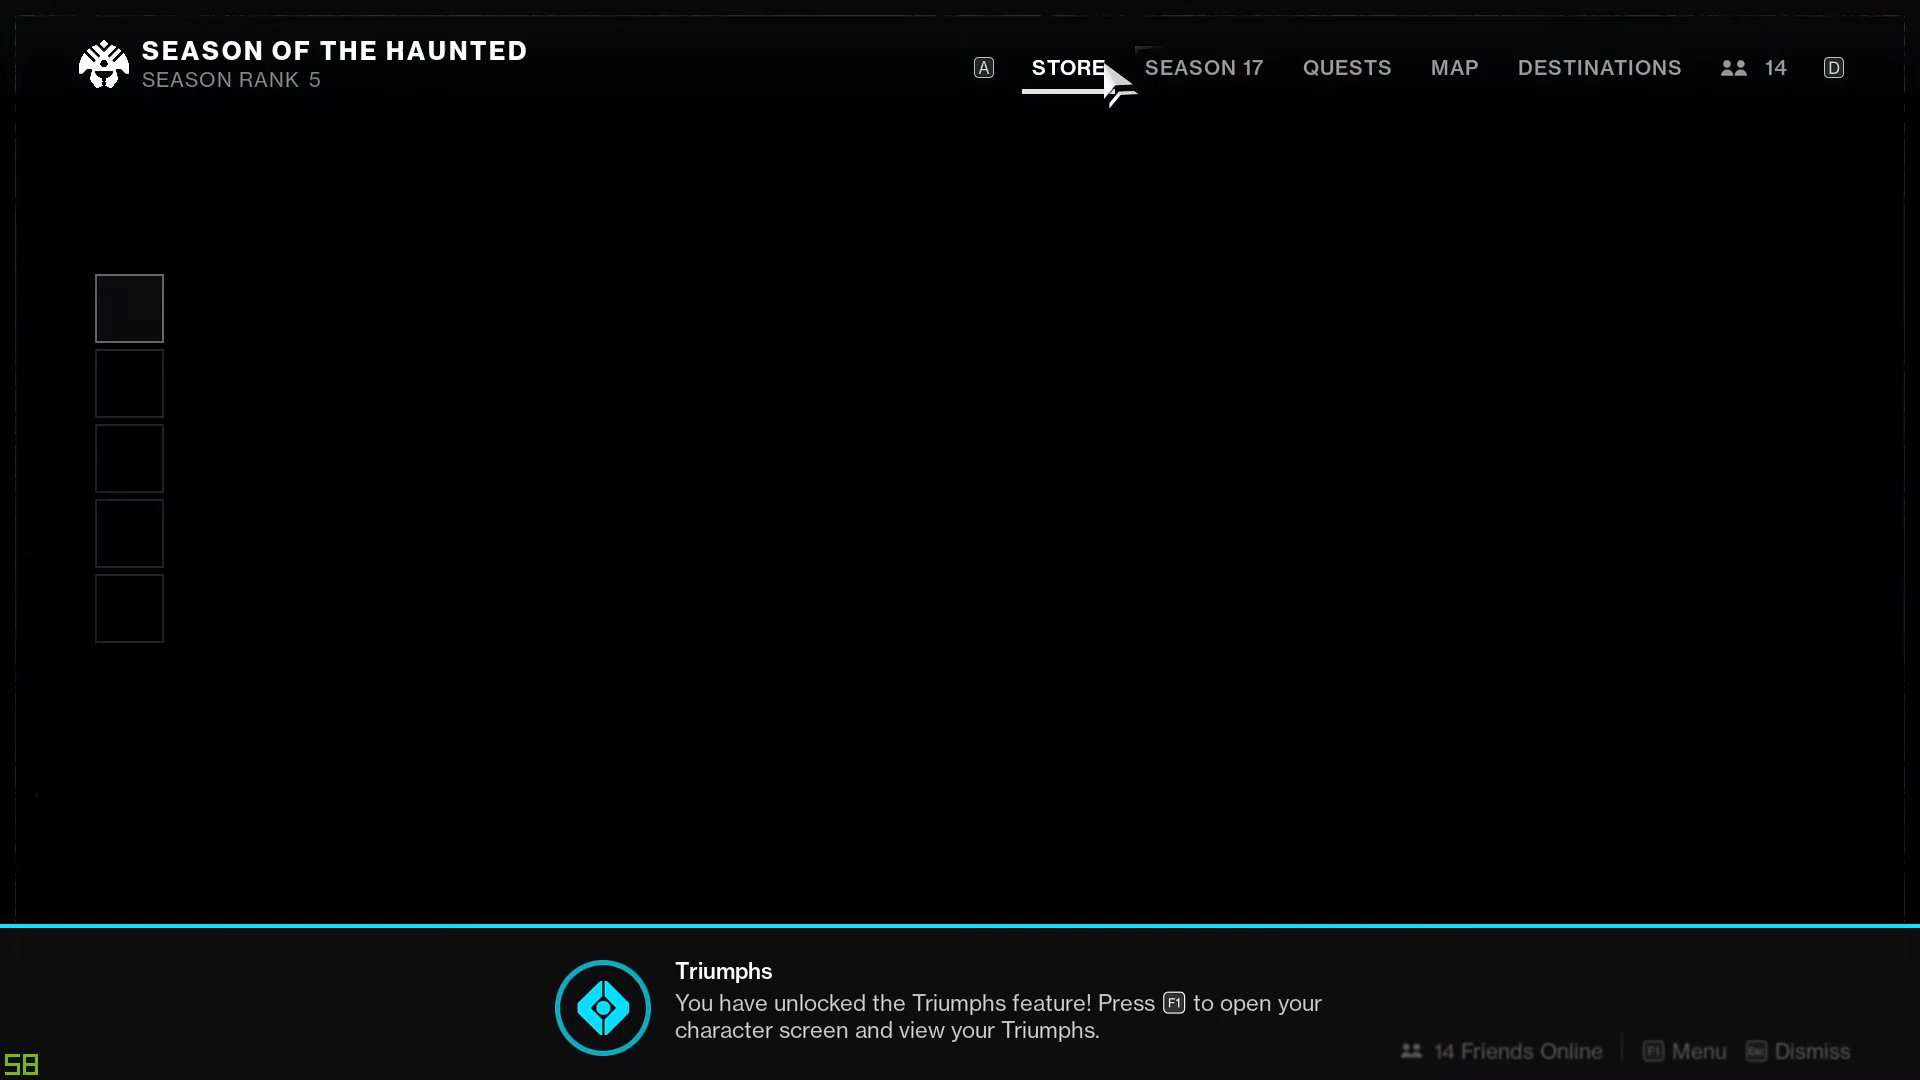 SEASON OF THE HAUNTED
SEASON RANK 5
A STORE SEASON 17 QUESTS MAP DESTINATIONS 14 D
Triumphs
You have unlocked the Triumphs feature! Press F1 to open your
character screen and view your Triumphs.
14 Friends Online F1 Menu Esc Dismiss
58